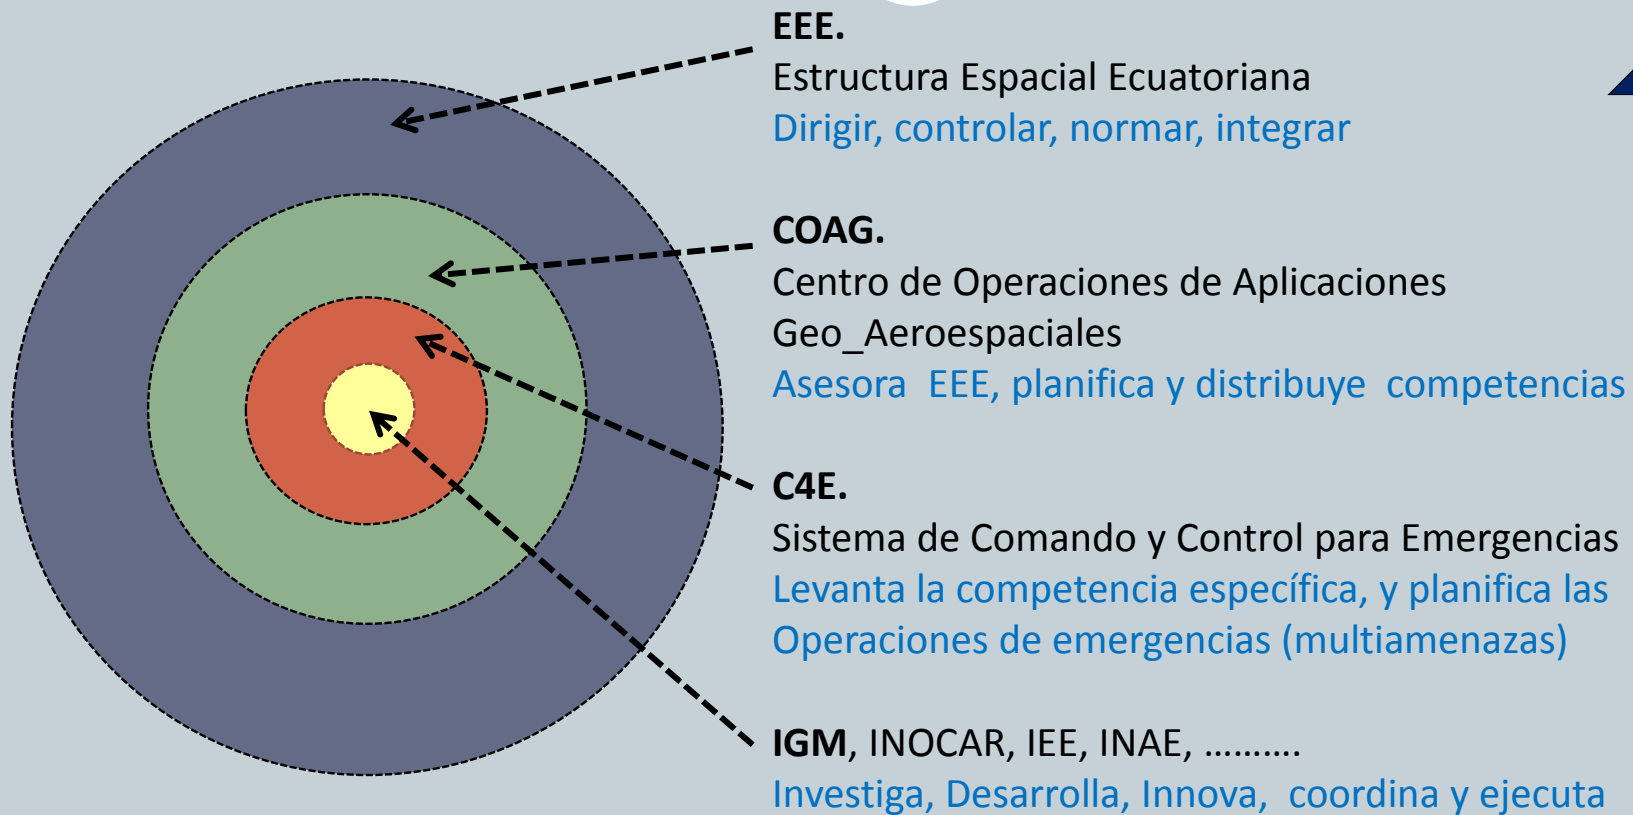 EEE.
Estructura Espacial Ecuatoriana
Dirigir, controlar, normar, integrar
COAG.
Centro de Operaciones de Aplicaciones
Geo_Aeroespaciales
Asesora  EEE, planifica y distribuye  competencias
C4E.
Sistema de Comando y Control para Emergencias
Levanta la competencia específica, y planifica las
Operaciones de emergencias (multiamenazas)
IGM, INOCAR, IEE, INAE, ……….
Investiga, Desarrolla, Innova,  coordina y ejecuta